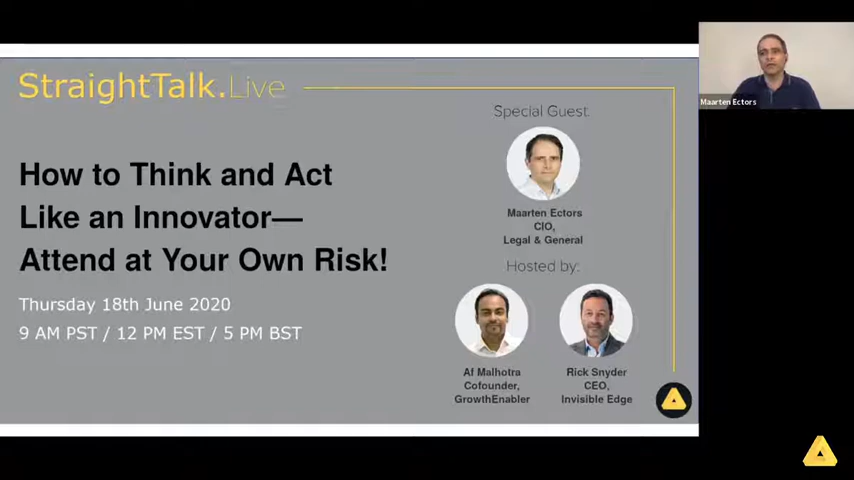 StraightTalk.Live
How to Think and Act
Like an Innovator—
Attend at Your Own Risk!
Thursday 18th June 2020
9 AM PST / 12 PM EST / 5 PM BST
Special Guest:
Maarten Ectors
CIO,
Legal & General
Hosted by:
Af Malhotra
Cofounder,
GrowthEnabler
Rick Snyder
CEO,
Invisible Edge
Maarten Ectors